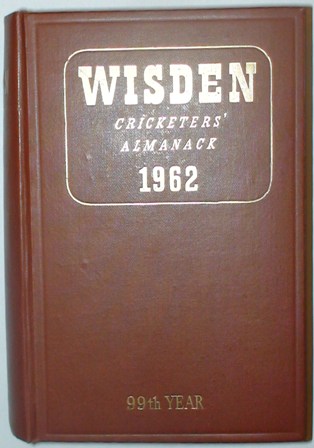 WISDEN
CRICKETERS'
ALMANACK
1962
99th YEAR